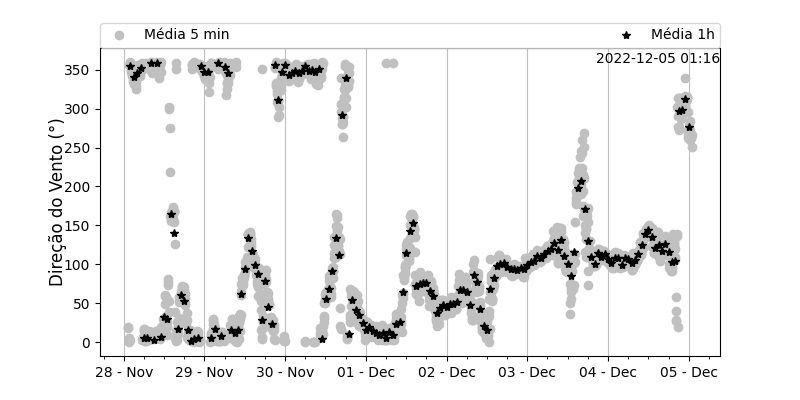 Média 5 min
Média 1h
2022-12-05 01:16
Direção do Vento (°)
350
300
250
200
150
100
50
0
28 - Nov
29 - Nov
30 - Nov
01 - Dec
02 - Dec
03 - Dec
04 - Dec
05 - Dec